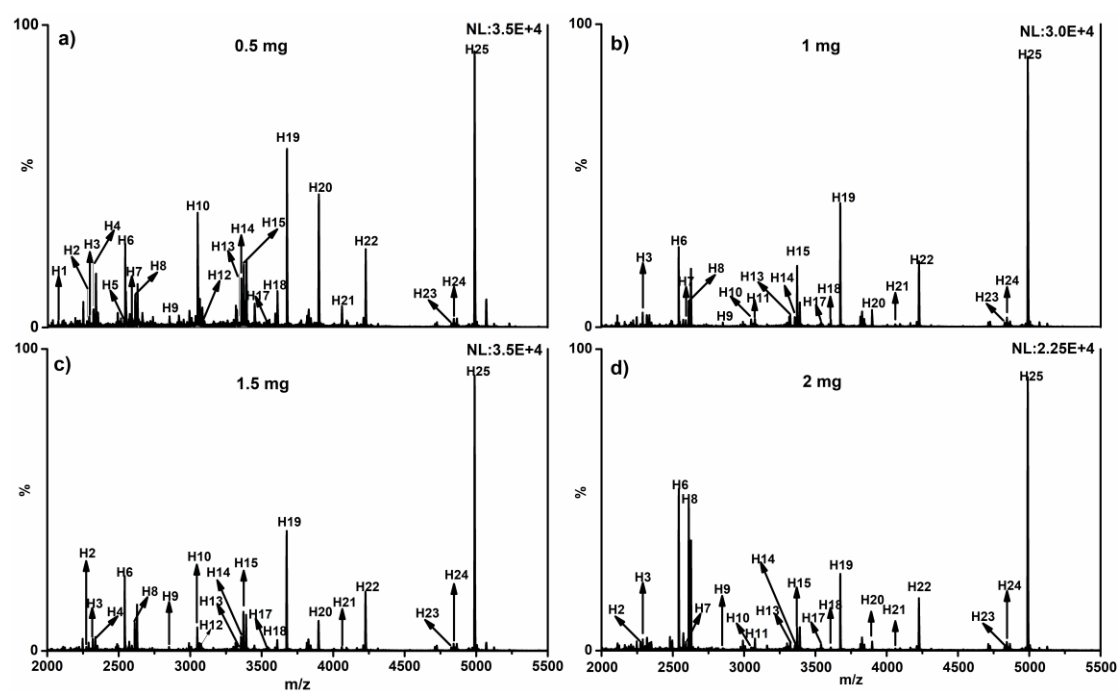 100
a)
0.5 mg
NL:3.5E+4
H25
H19
H20
H10
H4
H14
H15
H3
H6
H13
H22
H2
H1
H7
H8
H12
H18
H24
H5
H17
H21
H23
H9
%
0
100
b)
1 mg
NL:3.0E+4
H25
H19
H6
H3
H8
H15
H22
H7
H13
H14
H18
H21
H24
H10
H11
H17
H20
H23
H9
%
0
100
c)
1.5 mg
NL:3.5E+4
H25
H19
H2
H10
H6
H14
H15
H24
H22
H8
H9
H3
H4
H13
H17
H20
H21
H12
H18
H23
%
0
2000 2500 3000 3500 4000 4500 5000 5500
m/z
100
d)
2 mg
NL:2.25E+4
H25
H6
H8
H14
H19
H3
H9
H15
H22
H24
H18
H20
H2
H7
H10
H13
H21
H11
H17
H23
%
0
2000 2500 3000 3500 4000 4500 5000 5500
m/z